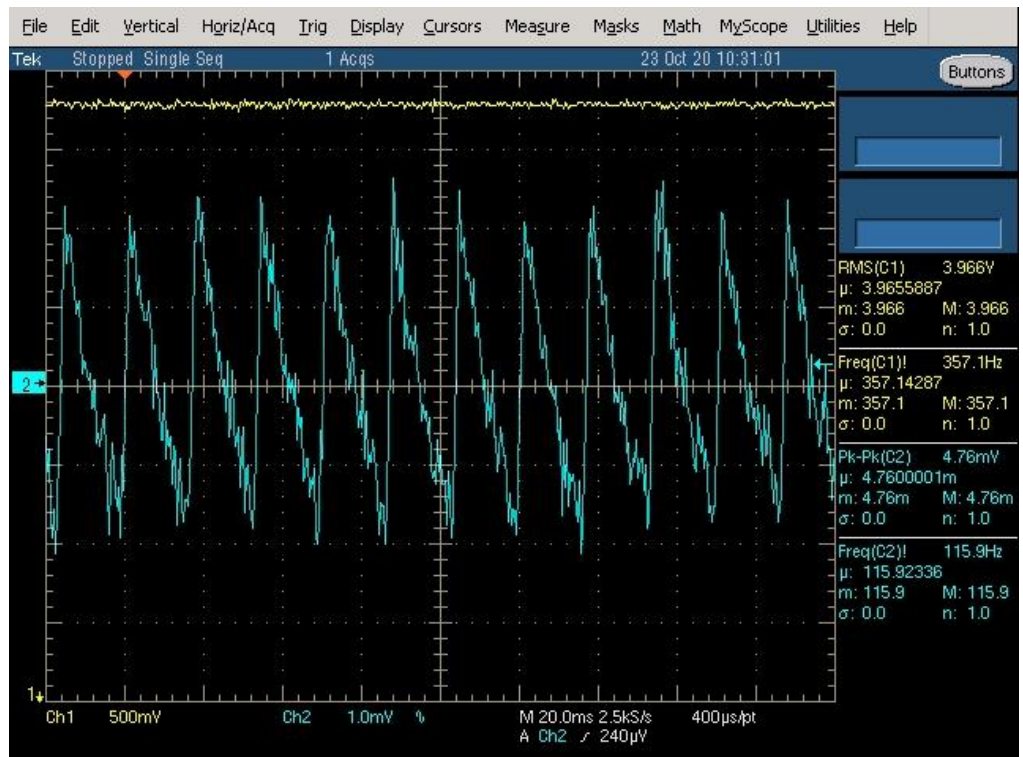 File Edit Vertical Horiz/Acq Trig Display Cursors Measure Masks Math MyScope Utilities Help
Tek Stopped Single Seq 1 Acqs 23 Oct 20 10:31:01
Buttons
RMS(C1) 3.966V
µ: 3.9655887
m: 3.966 M: 3.966
σ: 0.0 n: 1.0
Freq(C1)! 357.1Hz
µ: 357.14287
m: 357.1 M: 357.1
σ: 0.0 n: 1.0
2
Pk-Pk(C2) 4.76mV
µ: 4.7600001m
m: 4.76m M: 4.76m
σ: 0.0 n: 1.0
Freq(C2)! 115.9Hz
µ: 115.92336
m: 115.9 M: 115.9
σ: 0.0 n: 1.0
1
Ch1 500mV Ch2 1.0mV M 20.0ms 2.5kS/s 400µs/pt
A Ch2 240µV